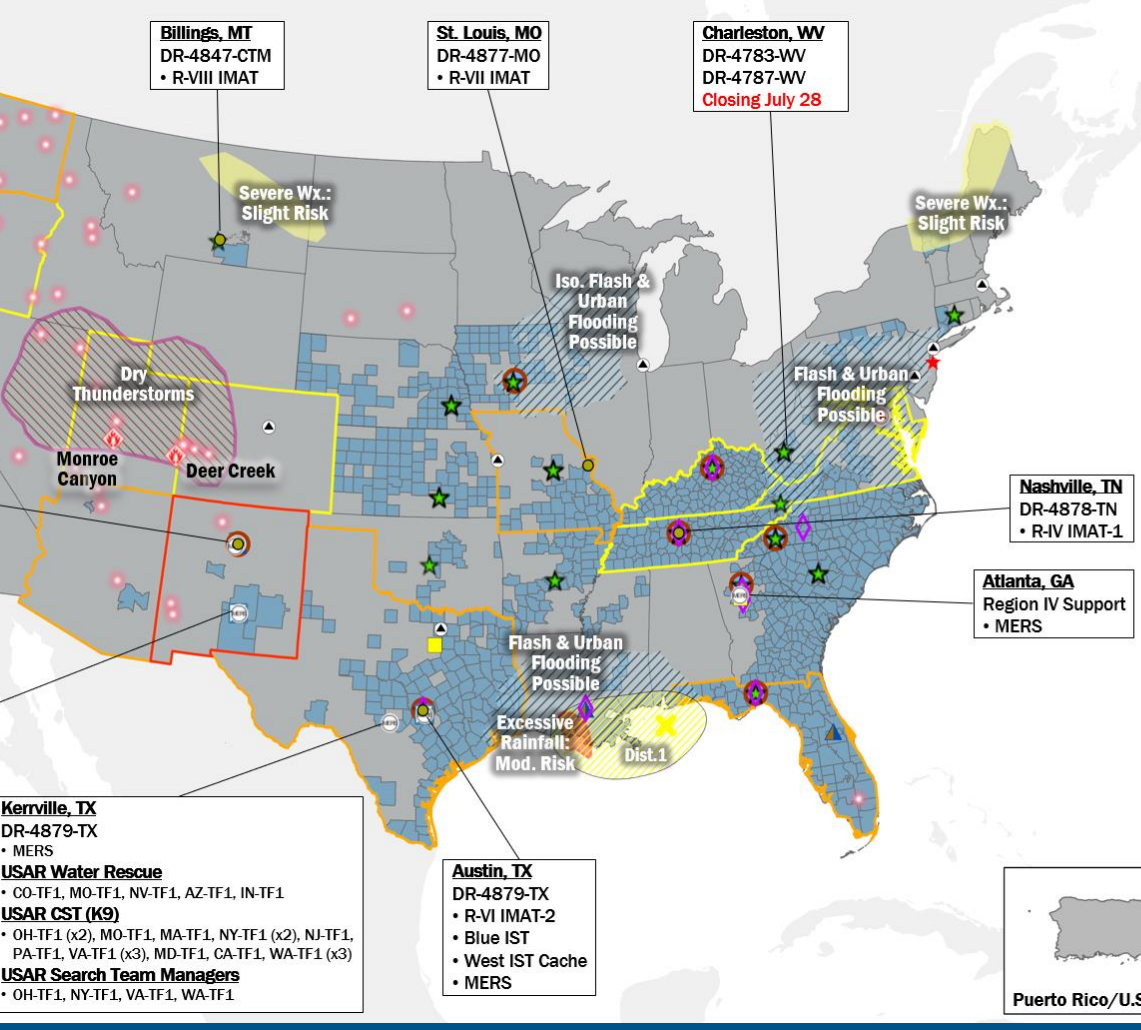 Billings, MT
DR-4847-CTM
• R-VIII IMAT
St. Louis, MO
DR-4877-MO
• R-VII IMAT
Charleston, WV
DR-4783-WV
DR-4787-WV
Closing July 28
Severe Wx.:
Slight Risk
Severe Wx.:
Slight Risk
Iso. Flash &
Urban
Flooding
Possible
Dry
Thunderstorms
Flash & Urban
Flooding
Possible
Monroe
Canyon
Deer Creek
Nashville, TN
DR-4878-TN
• R-IV IMAT-1
Atlanta, GA
Region IV Support
• MERS
MERS
MERS
MERS
Flash & Urban
Flooding
Possible
Excessive
Rainfall:
Mod. Risk
Dist.1
Kerrville, TX
DR-4879-TX
• MERS
USAR Water Rescue
• CO-TF1, MO-TF1, NV-TF1, AZ-TF1, IN-TF1
USAR CST (K9)
• OH-TF1 (x2), MO-TF1, MA-TF1, NY-TF1 (x2), NJ-TF1,
PA-TF1, VA-TF1 (x3), MD-TF1, CA-TF1, WA-TF1 (x3)
USAR Search Team Managers
• OH-TF1, NY-TF1, VA-TF1, WA-TF1
Austin, TX
DR-4879-TX
• R-VI IMAT-2
• Blue IST
• West IST Cache
• MERS
Puerto Rico/U.S